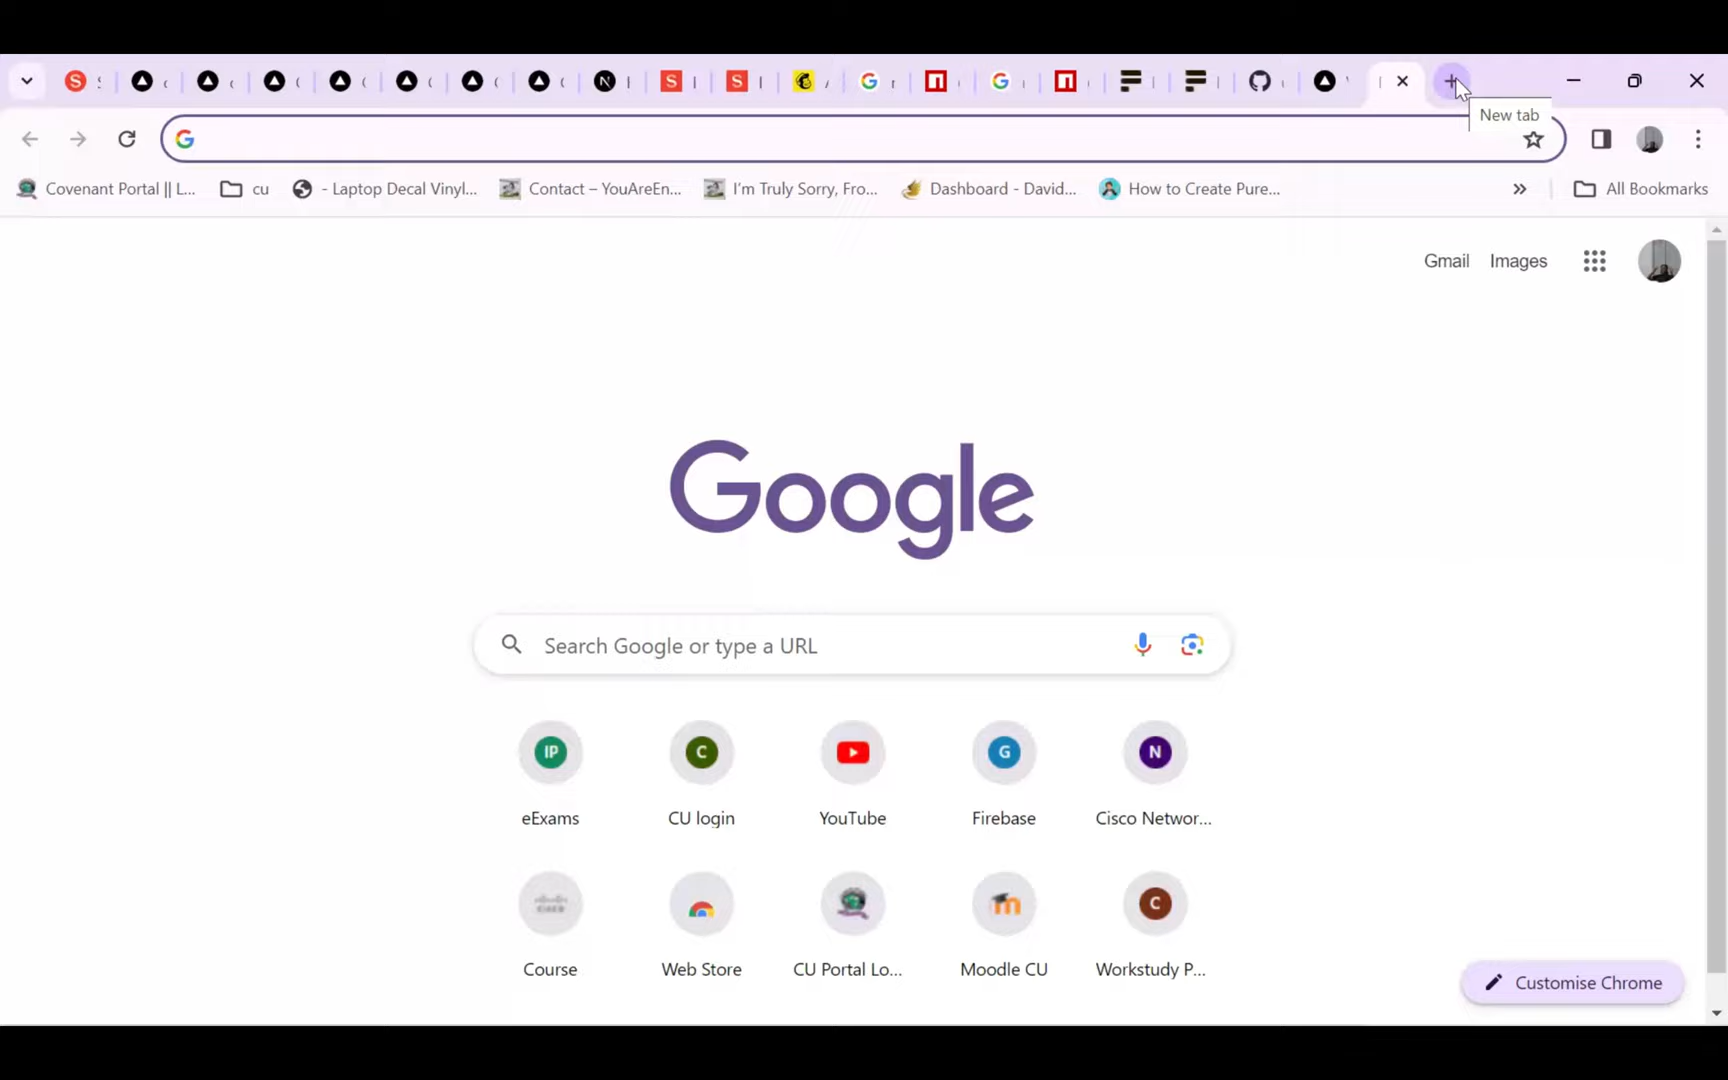 New tab
Covenant Portal || L...
cu
- Laptop Decal Vinyl...
Contact – YouAreEn...
I'm Truly Sorry, Fro...
Dashboard - David...
How to Create Pure...
All Bookmarks
Gmail
Images
Google
Search Google or type a URL
IP
C
G
N
eExams
CU login
YouTube
Firebase
Cisco Networ...
CISCO
C
Course
Web Store
CU Portal Lo...
Moodle CU
Workstudy P...
Customise Chrome